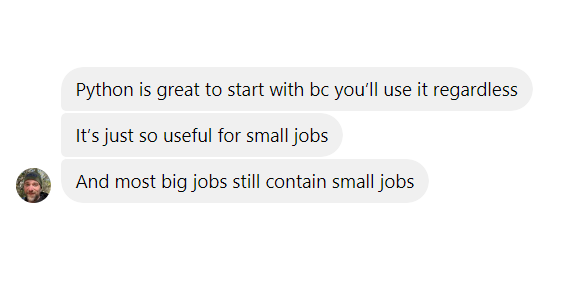 Python is great to start with bc you’ll use it regardless
It’s just so useful for small jobs
And most big jobs still contain small jobs